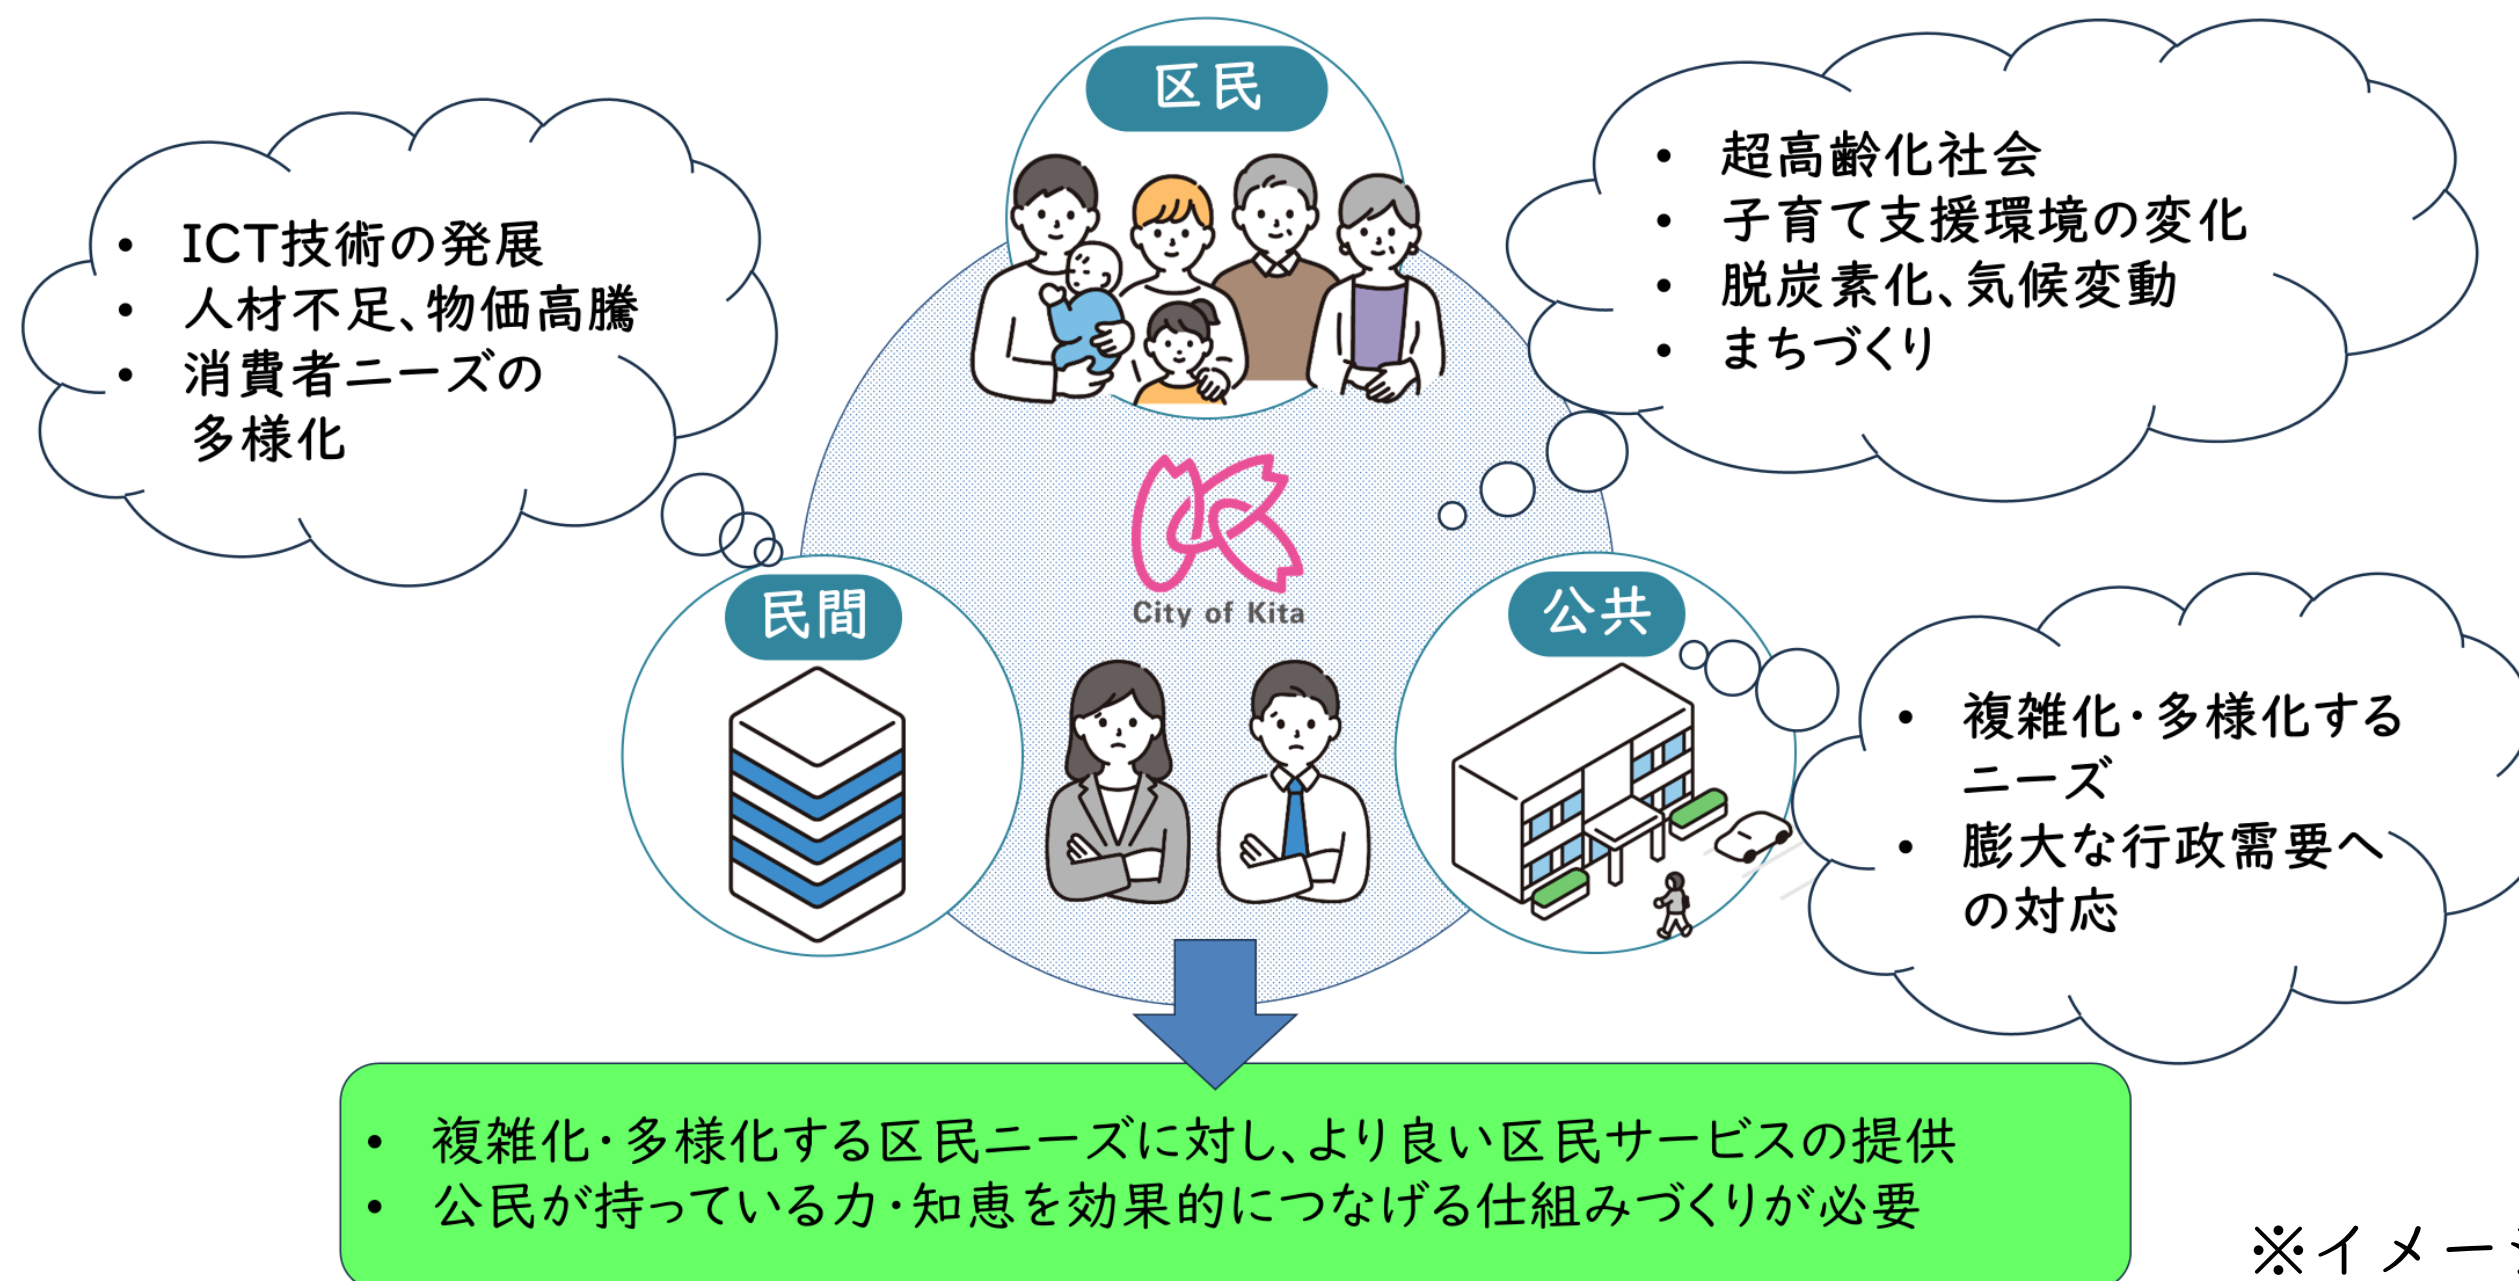 区民
• ICT技術の発展
• 人材不足、物価高騰
• 消費者ニーズの
多様化
• 超高齢化社会
• 子育て支援環境の変化
• 脱炭素化、気候変動
• まちづくり
City of Kita
民間
公共
• 複雑化・多様化する
ニーズ
• 膨大な行政需要へ
の対応
• 複雑化・多様化する区民ニーズに対し、より良い区民サービスの提供
• 公民が持っている力・知恵を効果的につなげる仕組みづくりが必要
※イメー